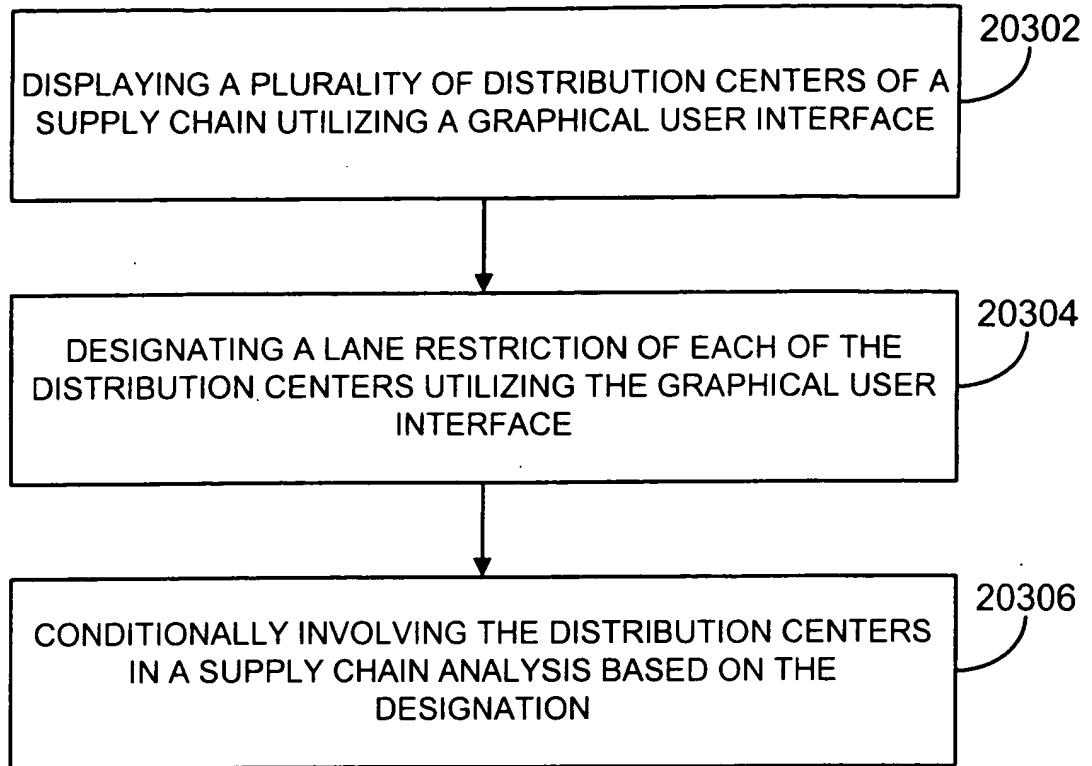 20302
DISPLAYING A PLURALITY OF DISTRIBUTION CENTERS OF A
SUPPLY CHAIN UTILIZING A GRAPHICAL USER INTERFACE
20304
DESIGNATING A LANE RESTRICTION OF EACH OF THE
DISTRIBUTION CENTERS UTILIZING THE GRAPHICAL USER
INTERFACE
20306
CONDITIONALLY INVOLVING THE DISTRIBUTION CENTERS
IN A SUPPLY CHAIN ANALYSIS BASED ON THE
DESIGNATION